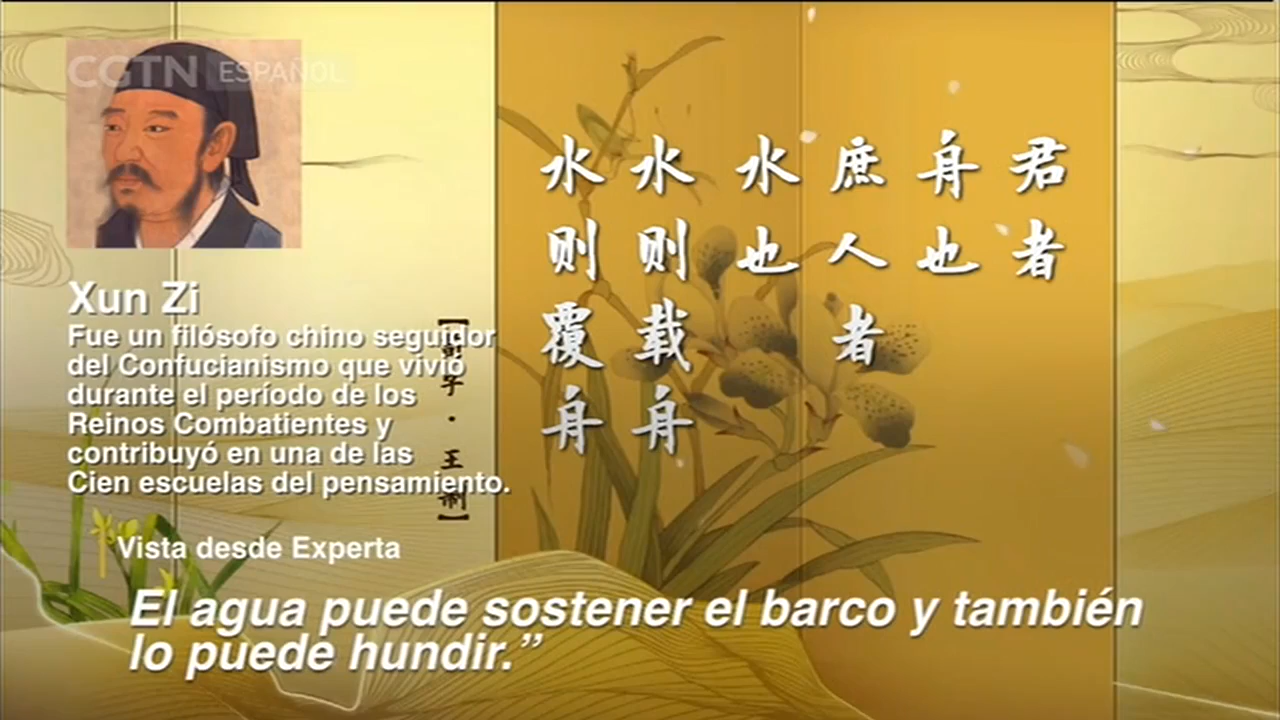 CGTN ESPAÑOL
君者
舟也
庶人者
水也
水则载舟
水则覆舟
【荀子·王制】
Xun Zi
Fue un filósofo chino seguidor
del Confucianismo que vivió
durante el período de los
Reinos Combatientes y
contribuyó en una de las
Cien escuelas del pensamiento.
Vista desde Experta
El agua puede sostener el barco y también
lo puede hundir.”